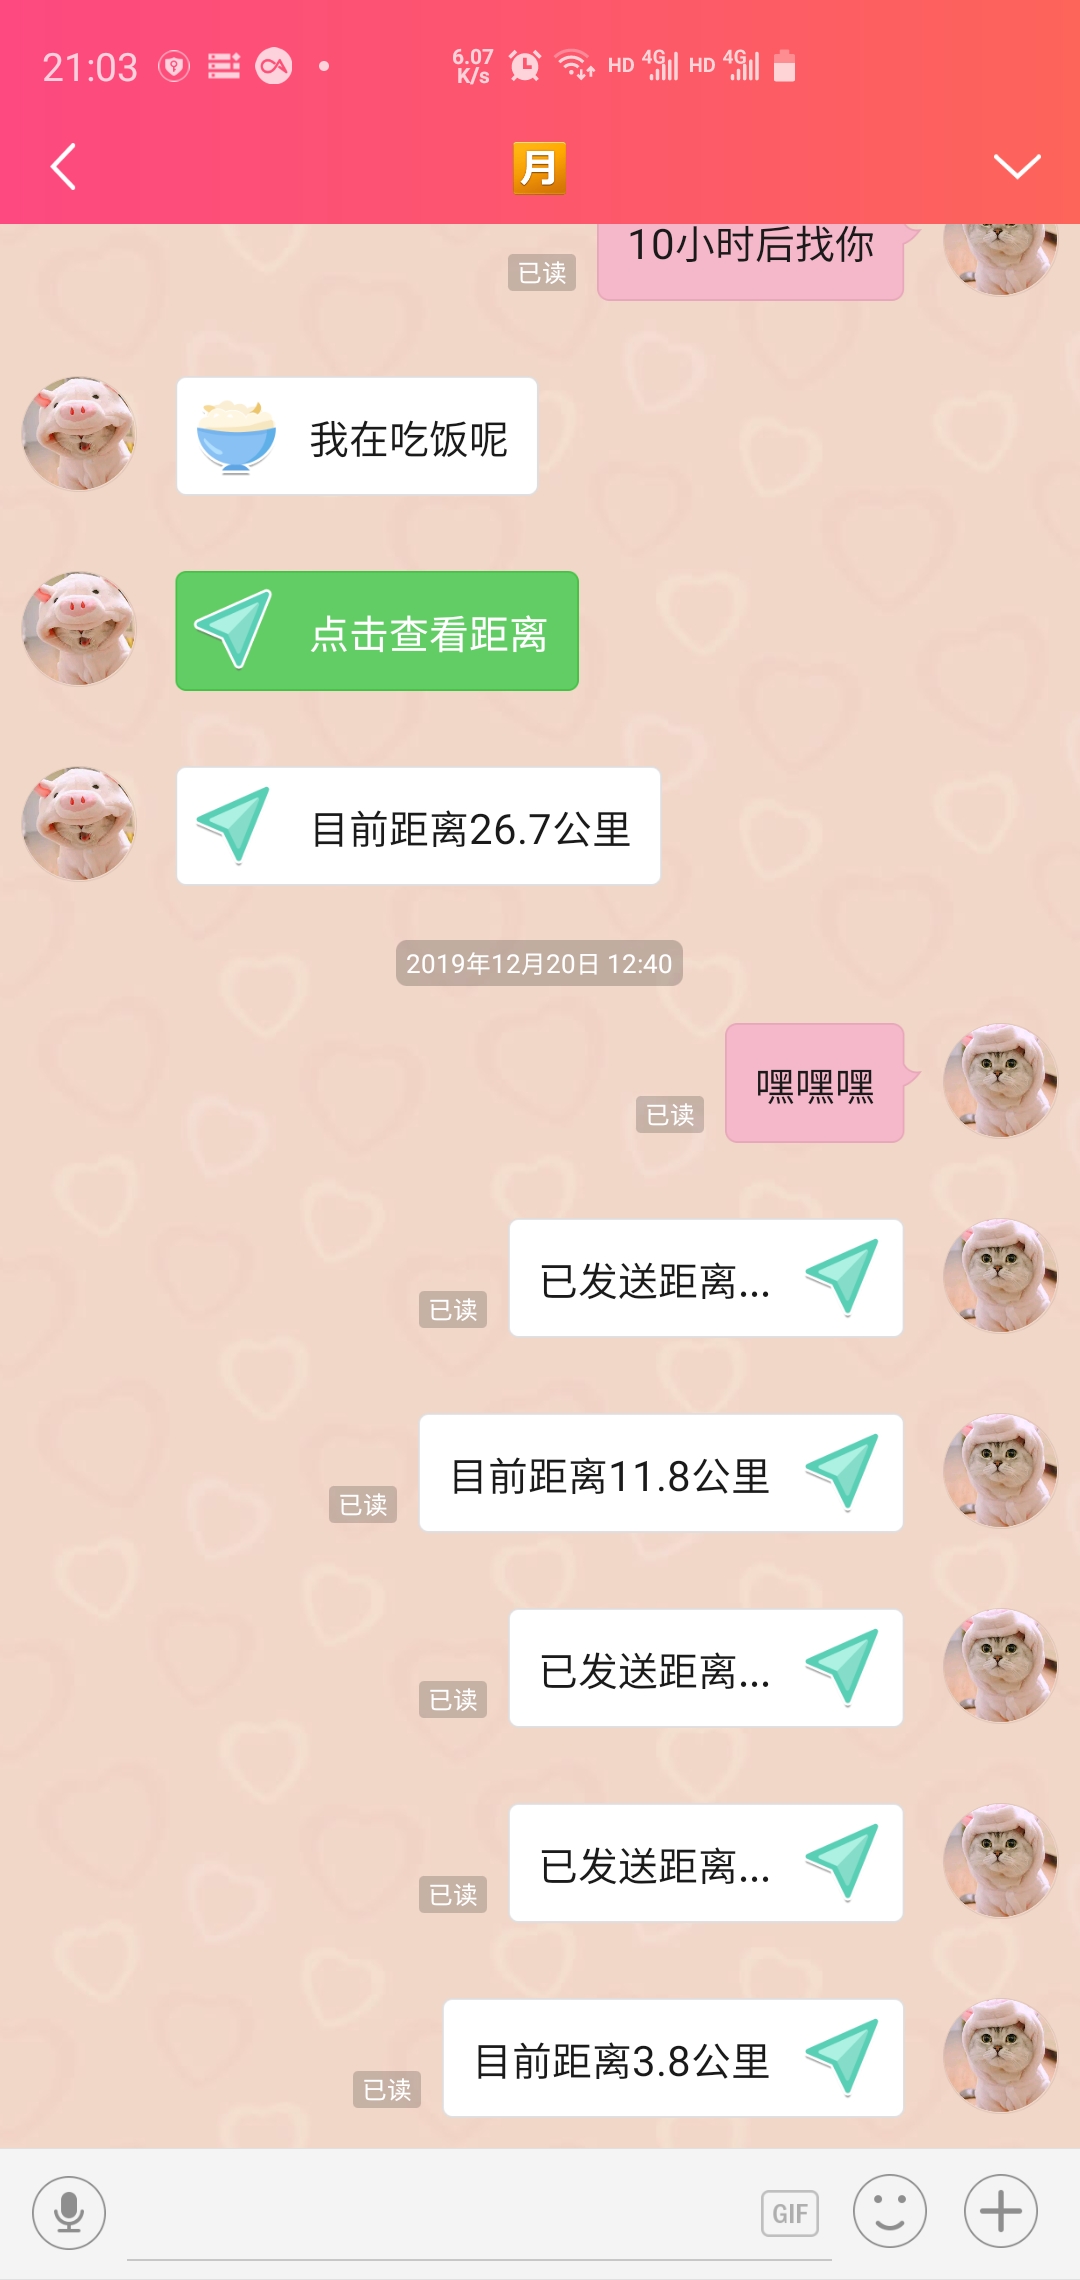 21:03
6.07
K/s
HD 4G HD 4G
月
10小时后找你
已读
我在吃饭呢
点击查看距离
目前距离26.7公里
2019年12月20日 12:40
嘿嘿嘿
已读
已发送距离...
已读
目前距离11.8公里
已读
已发送距离...
已读
已发送距离...
已读
目前距离3.8公里
已读
GIF